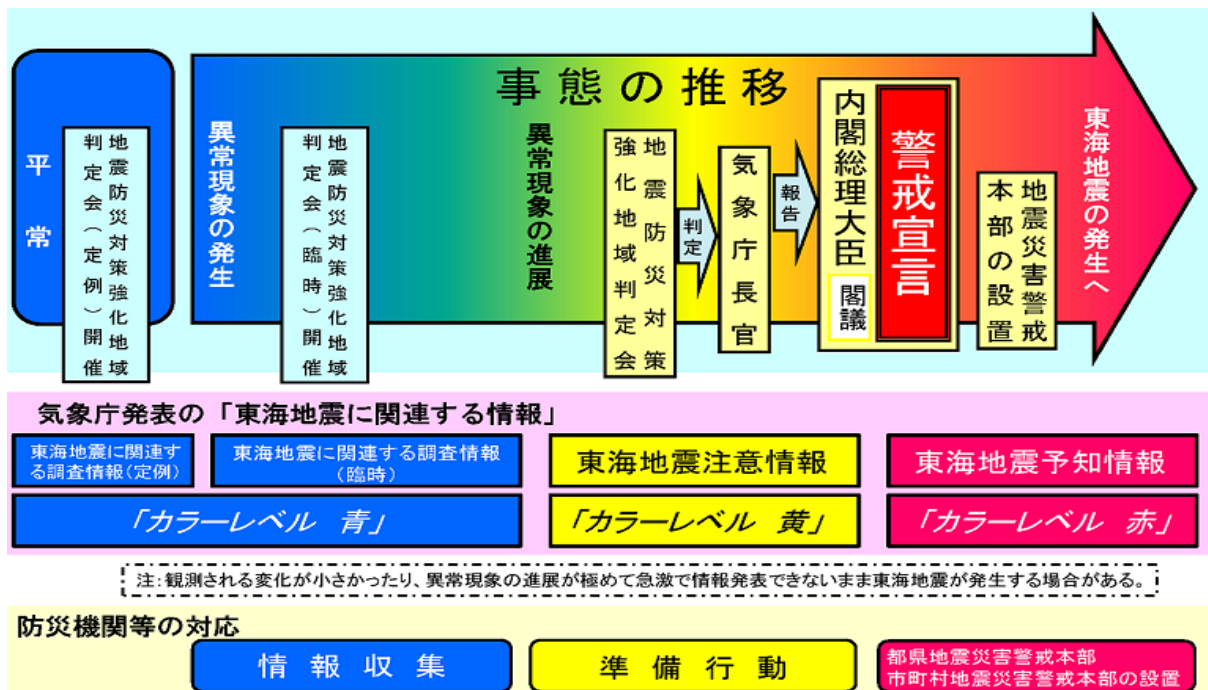 事態の推移
平常
地震防災対策強化地域
判定会(定例)開催
異常現象の発生
地震防災対策強化地域
判定会(臨時)開催
異常現象の進展
地震防災対策
強化地域判定会
判定
気象庁長官
報告
内閣総理大臣
閣議
警戒宣言
地震災害警戒
本部の設置
東海地震の発生へ
気象庁発表の「東海地震に関連する情報」
東海地震に関連す
る調査情報(定例)
東海地震に関連する調査情報
(臨時)
東海地震注意情報
東海地震予知情報
「カラーレベル 青」
「カラーレベル 黄」
「カラーレベル 赤」
注:観測される変化が小さかったり、異常現象の進展が極めて急激で情報発表できないまま東海地震が発生する場合がある。
防災機関等の対応
情報収集
準備行動
都県地震災害警戒本部
市町村地震災害警戒本部の設置